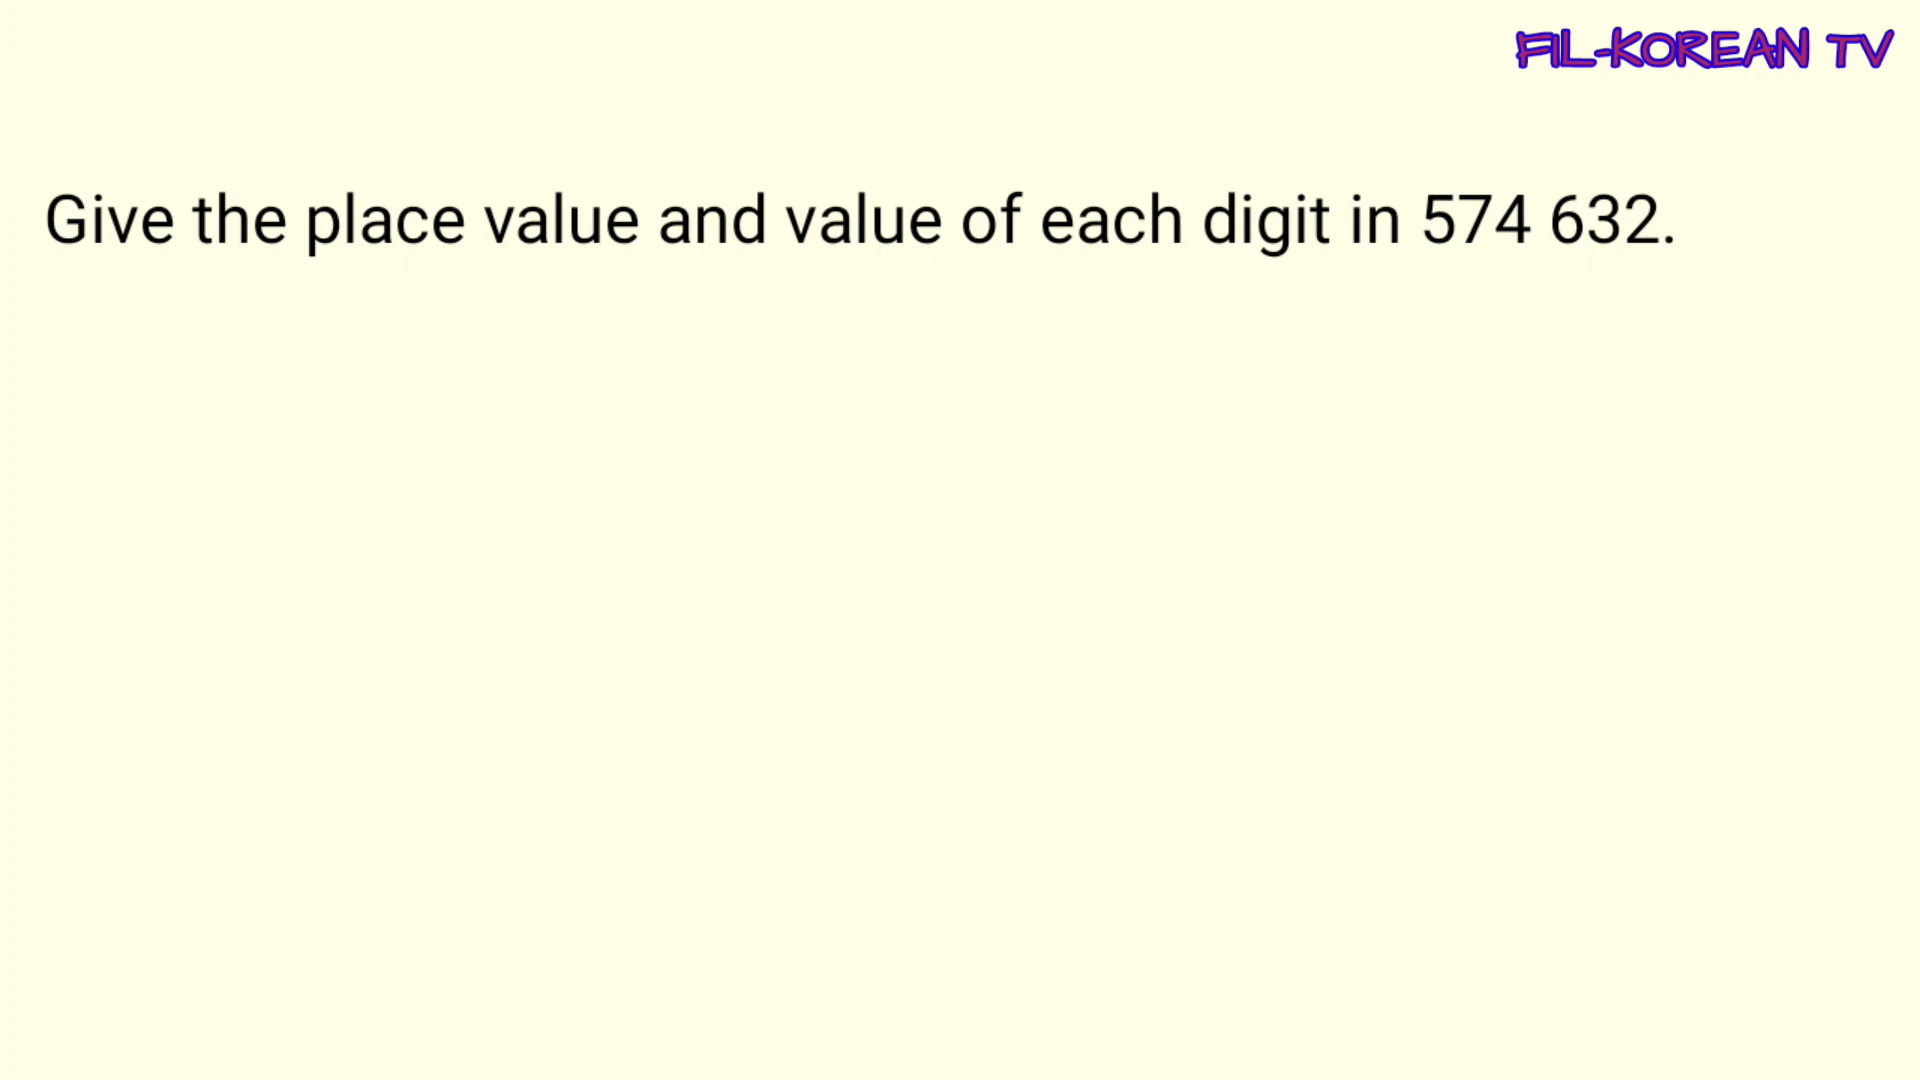 FIL-KOREAN TV
Give the place value and value of each digit in 574 632.